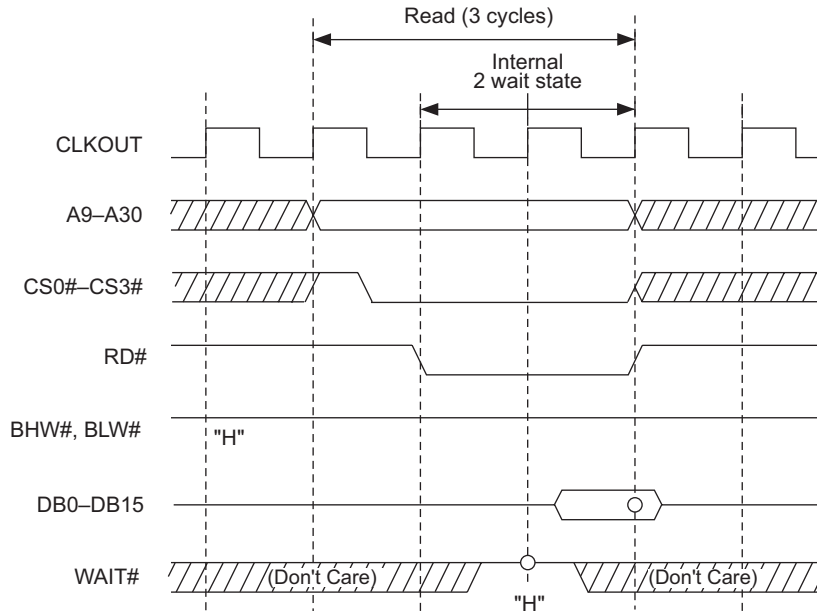 Read (3 cycles)
Internal
2 wait state
CLKOUT
A9–A30
CS0#–CS3#
RD#
BHW#, BLW#
"H"
DB0–DB15
WAIT#
(Don't Care)
(Don't Care)
"H"